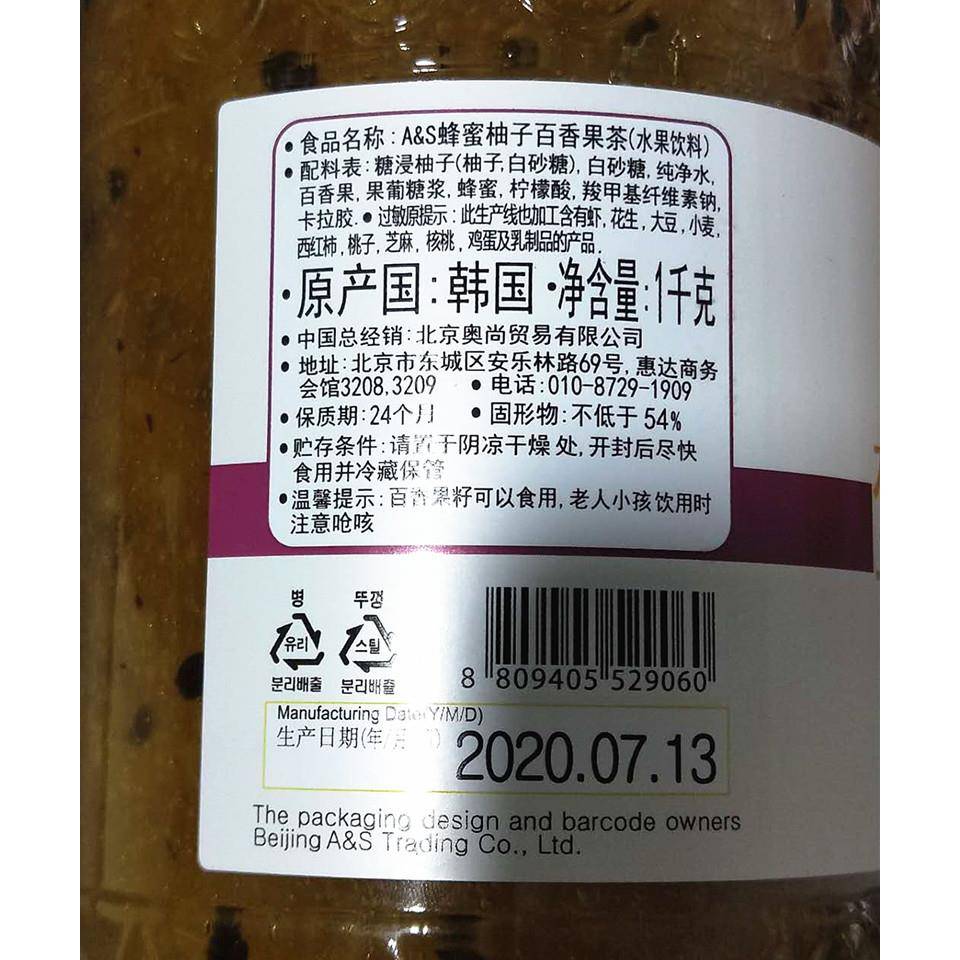 • 食品名称：A&S蜂蜜柚子百香果茶(水果饮料)
• 配料表：糖浸柚子(柚子,白砂糖), 白砂糖, 纯净水,
百香果, 果葡糖浆, 蜂蜜, 柠檬酸, 羧甲基纤维素钠,
卡拉胶. • 过敏原提示：此生产线也加工含有虾, 花生, 大豆, 小麦,
西红柿, 桃子, 芝麻, 核桃, 鸡蛋及乳制品的产品.
• 原产国：韩国 • 净含量：1千克
• 中国总经销：北京奥尚贸易有限公司
• 地址：北京市东城区安乐林路69号, 惠达商务
会馆3208,3209 • 电话：010-8729-1909
• 保质期：24个月 • 固形物：不低于 54%
• 贮存条件：请置于阴凉干燥处, 开封后尽快
食用并冷藏保管
• 温馨提示：百香果籽可以食用, 老人小孩饮用时
注意呛咳
병 뚜껑
유리 스틸
분리배출 분리배출
8 809405 529060
Manufacturing Date(Y/M/D)
生产日期(年/月/日) 2020.07.13
The packaging design and barcode owners
Beijing A&S Trading Co., Ltd.